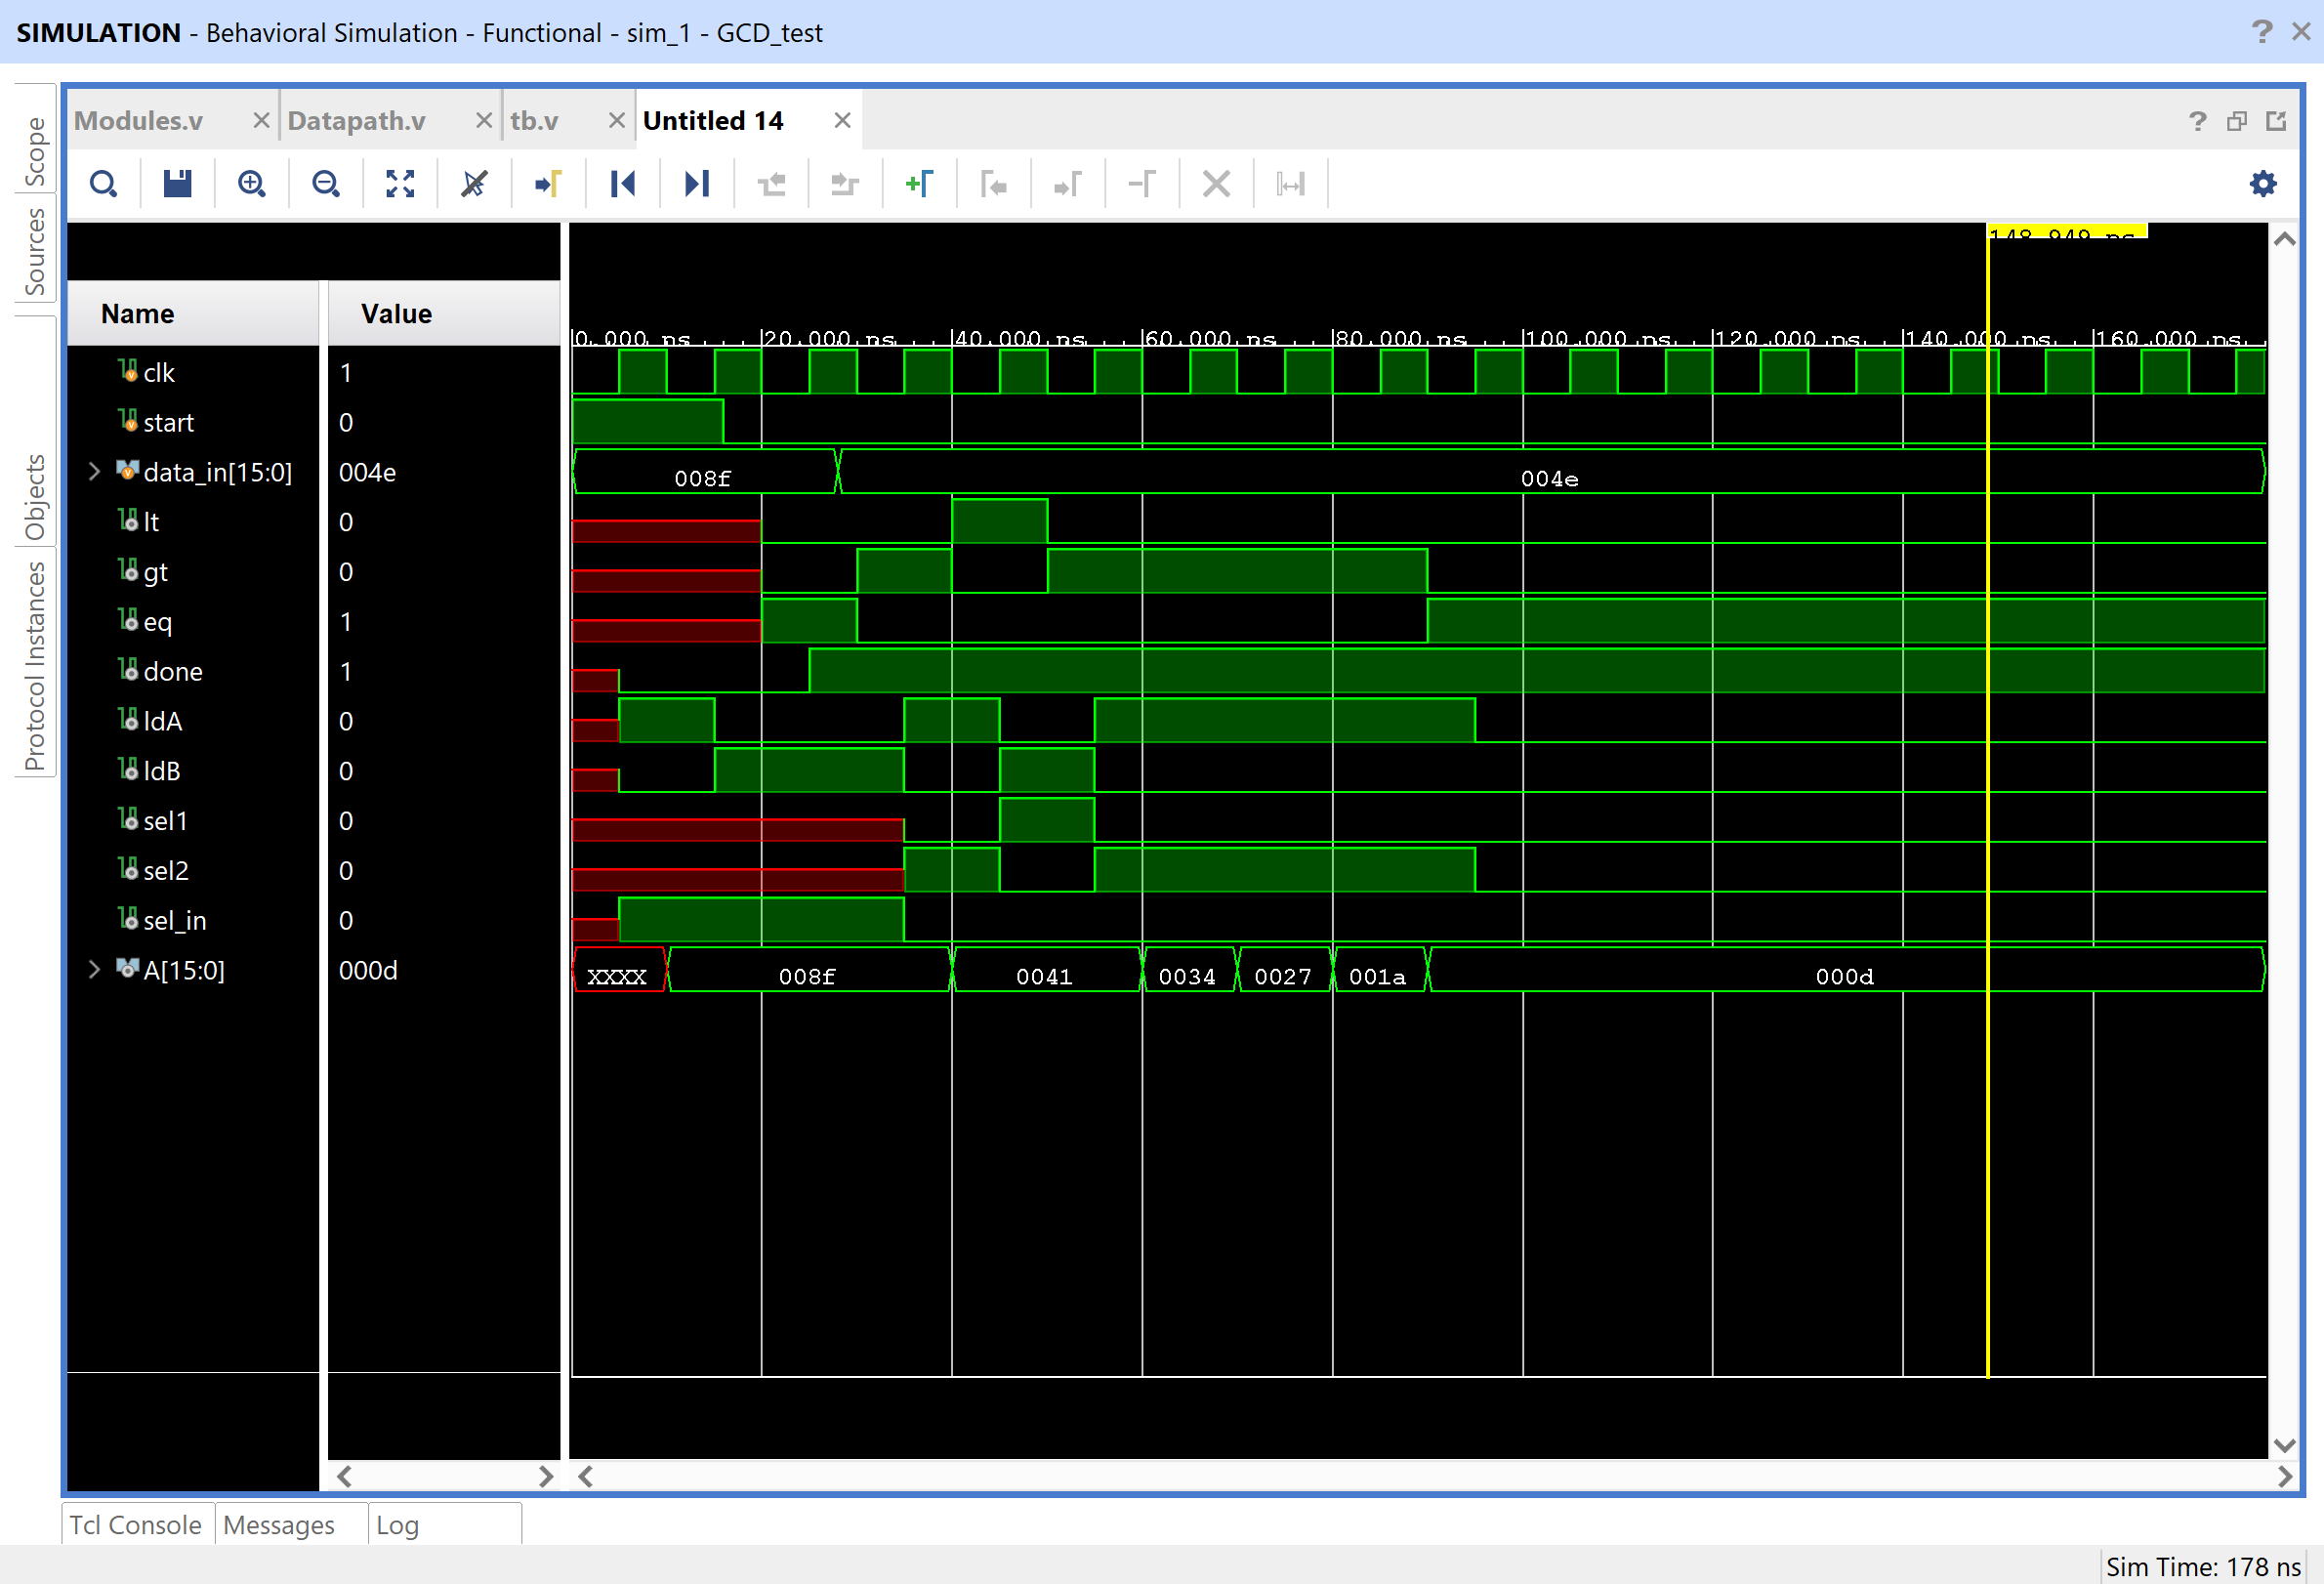 SIMULATION - Behavioral Simulation - Functional - sim_1 - GCD_test
Scope
Sources
Objects
Protocol Instances
Modules.v
Datapath.v
tb.v
Untitled 14
148.949 ns
Name Value
0.000 ns 20.000 ns 40.000 ns 60.000 ns 80.000 ns 100.000 ns 120.000 ns 140.000 ns 160.000 ns
clk 1
start 0
data_in[15:0] 004e 008f 004e
lt 0
gt 0
eq 1
done 1
ldA 0
ldB 0
sel1 0
sel2 0
sel_in 0
A[15:0] 000d XXXX 008f 0041 0034 0027 001a 000d
Tcl Console Messages Log
Sim Time: 178 ns